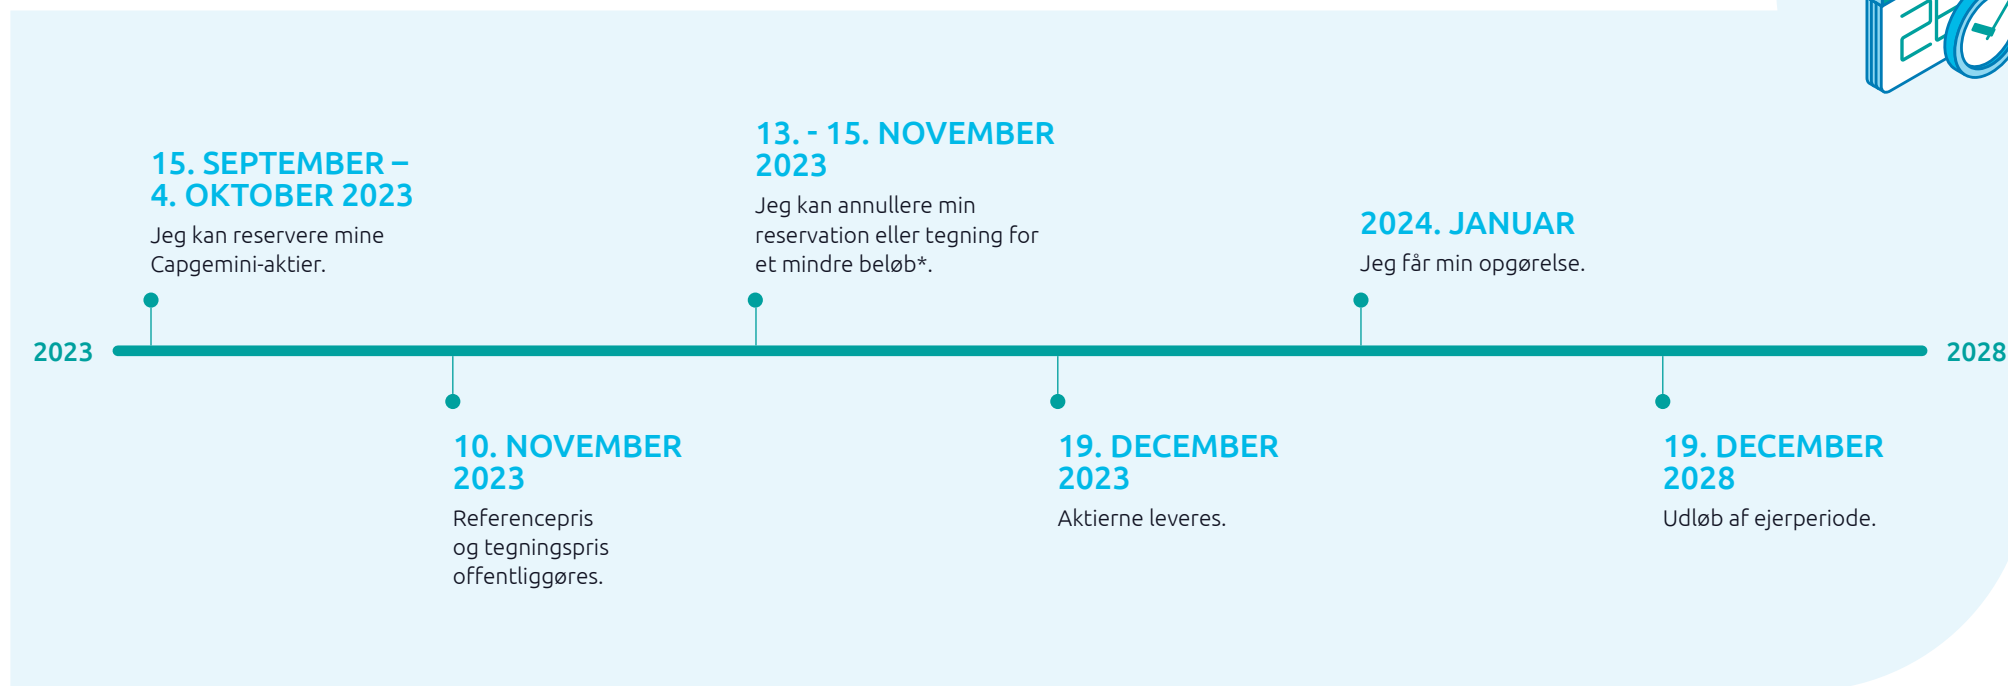 15. SEPTEMBER –
4. OKTOBER 2023
Jeg kan reservere mine
Capgemini-aktier.
13. - 15. NOVEMBER
2023
Jeg kan annullere min
reservation eller tegning for
et mindre beløb*.
2024. JANUAR
Jeg får min opgørelse.
2023
2028
10. NOVEMBER
2023
Referencepris
og tegningspris
offentliggøres.
19. DECEMBER
2023
Aktierne leveres.
19. DECEMBER
2028
Udløb af ejerperiode.